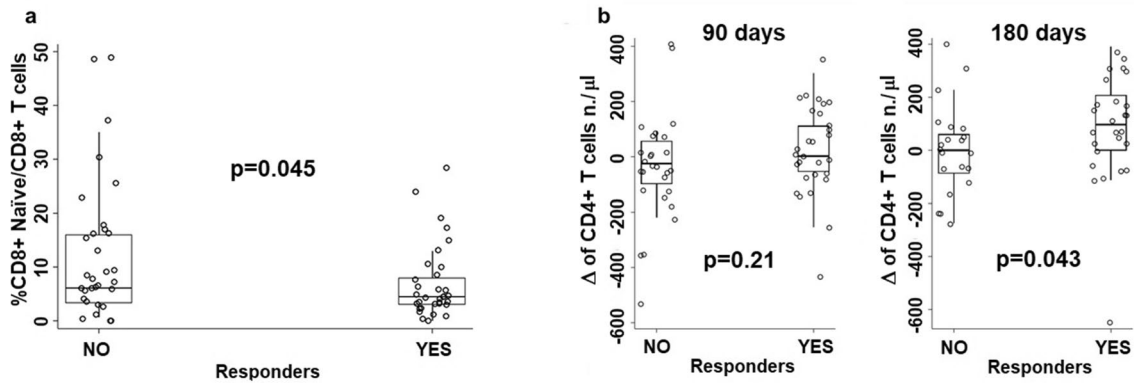 a
%CD8+ Naïve/CD8+ T cells
50
40
30
20
10
0
p=0.045
NO
YES
Responders
b
90 days
Δ of CD4+ T cells n./µl
400
200
0
-200
-400
-600
p=0.21
NO
YES
Responders
180 days
Δ of CD4+ T cells n./µl
400
200
0
-200
-400
-600
p=0.043
NO
YES
Responders